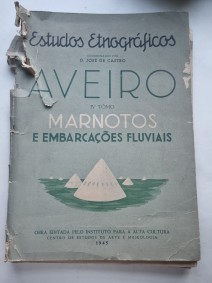 Estudos Etnográficos
D. JOSÉ DE CASTRO
AVEIRO
TOMO
MARNOTOS
E EMBARCAÇÕES FLUVIAIS
OBRA EDITADA PELO INSTITUTO PARA A ALTA CULTURA
CENTRO DE ESTUDOS DE ARTE E MUSEOLOGIA